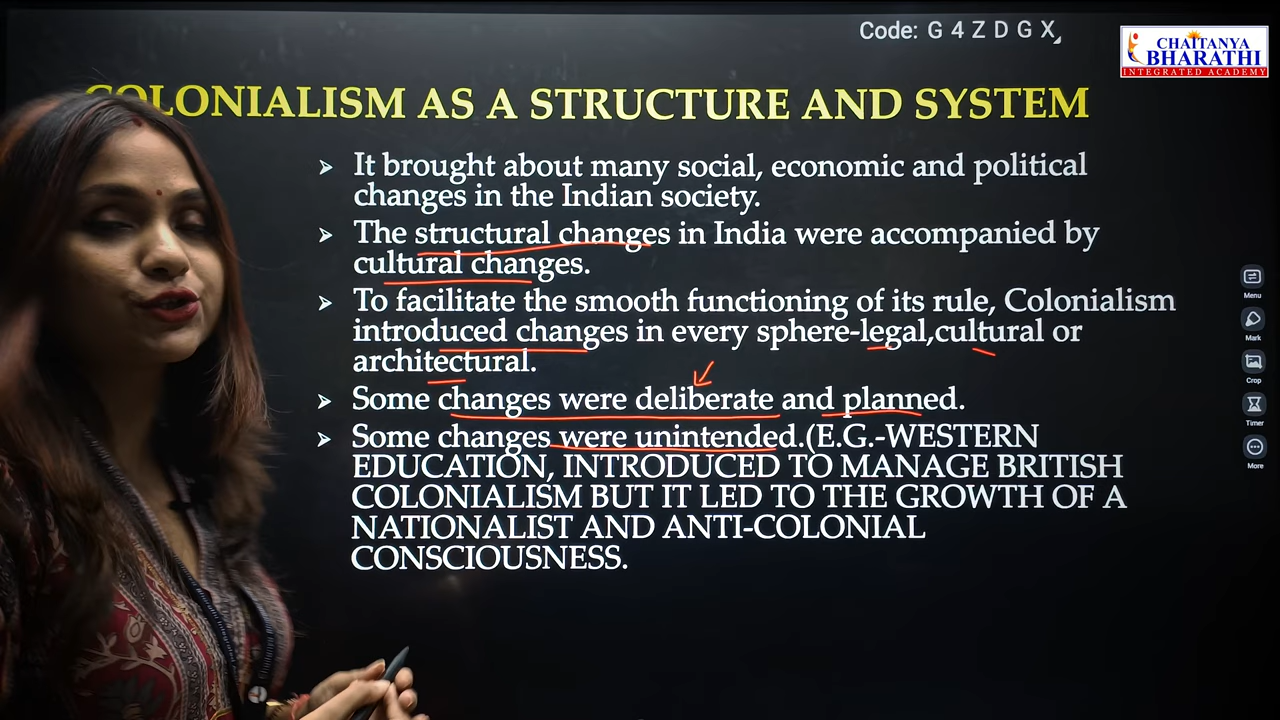 Code: G 4 Z D G X
CHAITANYA
BHARATHI
INTEGRATED ACADEMY
COLONIALISM AS A STRUCTURE AND SYSTEM
➢ It brought about many social, economic and political
changes in the Indian society.
➢ The structural changes in India were accompanied by
cultural changes.
➢ To facilitate the smooth functioning of its rule, Colonialism
introduced changes in every sphere-legal,cultural or
architectural.
➢ Some changes were deliberate and planned.
➢ Some changes were unintended.(E.G.-WESTERN
EDUCATION, INTRODUCED TO MANAGE BRITISH
COLONIALISM BUT IT LED TO THE GROWTH OF A
NATIONALIST AND ANTI-COLONIAL
CONSCIOUSNESS.
Menu
Mark
Crop
Timer
More